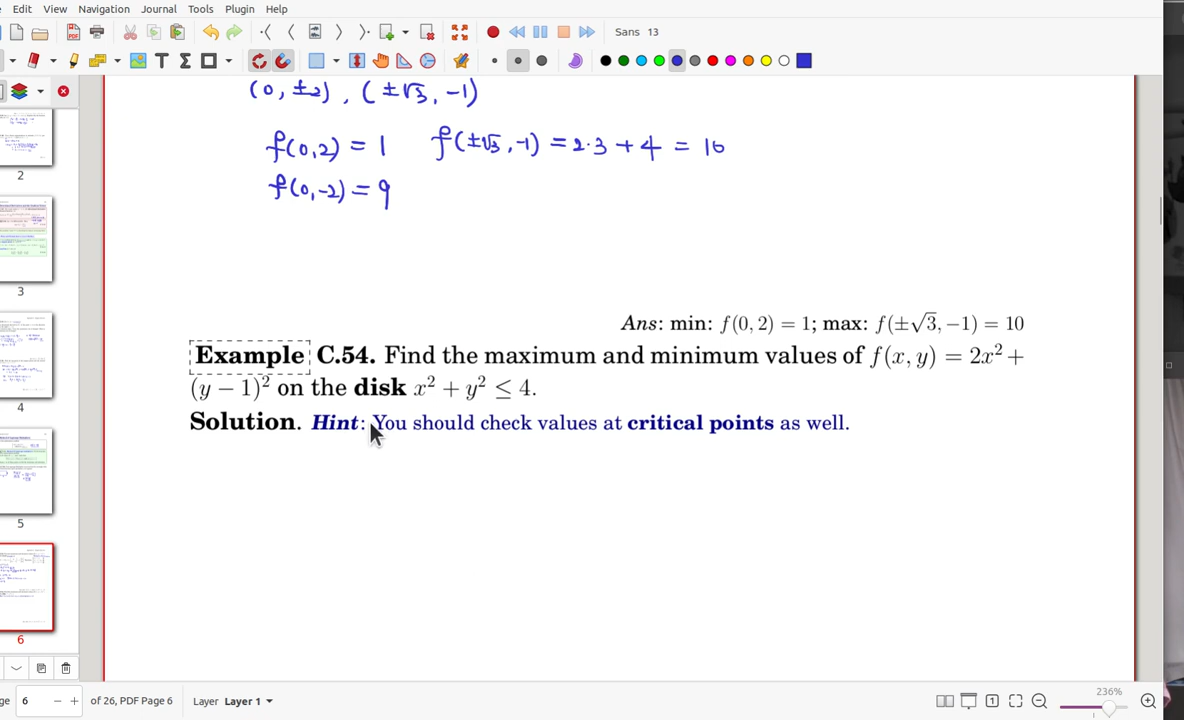 Edit View Navigation Journal Tools Plugin Help
Sans 13
(0, ±2), (±√3, -1)
f(0,2) = 1 f(±√3, -1) = 2·3 + 4 = 10
f(0,-2) = 9
Ans: min: f(0, 2) = 1; max: f(±√3, −1) = 10
Example C.54. Find the maximum and minimum values of f(x, y) = 2x² +
(y − 1)² on the disk x² + y² ≤ 4.
Solution. Hint: You should check values at critical points as well.
2
3
4
5
6
ge 6 of 26, PDF Page 6 Layer Layer 1 236%